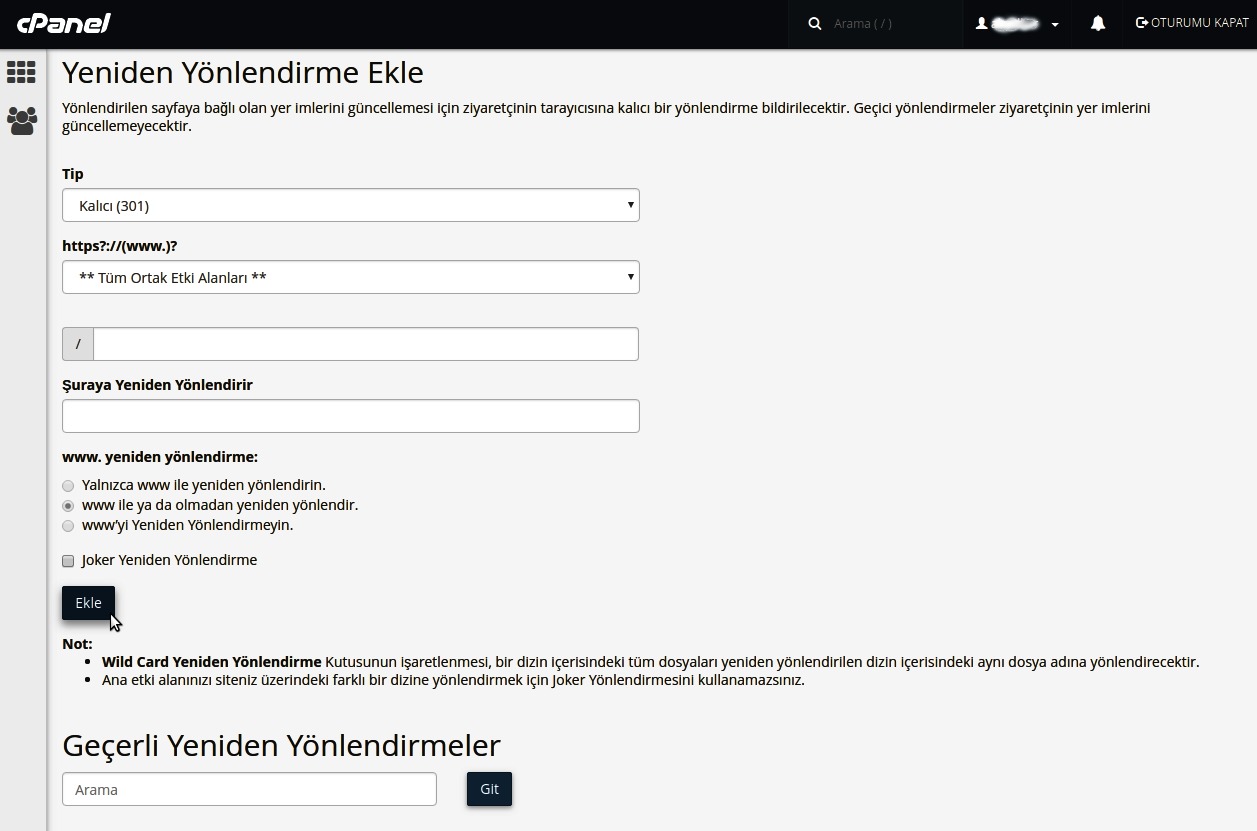 cPanel
Arama ( / )
OTURUMU KAPAT
Yeniden Yönlendirme Ekle
Yönlendirilen sayfaya bağlı olan yer imlerini güncellemesi için ziyaretçinin tarayıcısına kalıcı bir yönlendirme bildirilecektir. Geçici yönlendirmeler ziyaretçinin yer imlerini
güncellemeyecektir.
Tip
Kalıcı (301)
https?://(www.)?
** Tüm Ortak Etki Alanları **
/
Şuraya Yeniden Yönlendirir
www. yeniden yönlendirme:
Yalnızca www ile yeniden yönlendirin.
www ile ya da olmadan yeniden yönlendir.
www’yi Yeniden Yönlendirmeyin.
Joker Yeniden Yönlendirme
Ekle
Not:
Wild Card Yeniden Yönlendirme Kutusunun işaretlenmesi, bir dizin içerisindeki tüm dosyaları yeniden yönlendirilen dizin içerisindeki aynı dosya adına yönlendirecektir.
Ana etki alanınızı siteniz üzerindeki farklı bir dizine yönlendirmek için Joker Yönlendirmesini kullanamazsınız.
Geçerli Yeniden Yönlendirmeler
Arama
Git